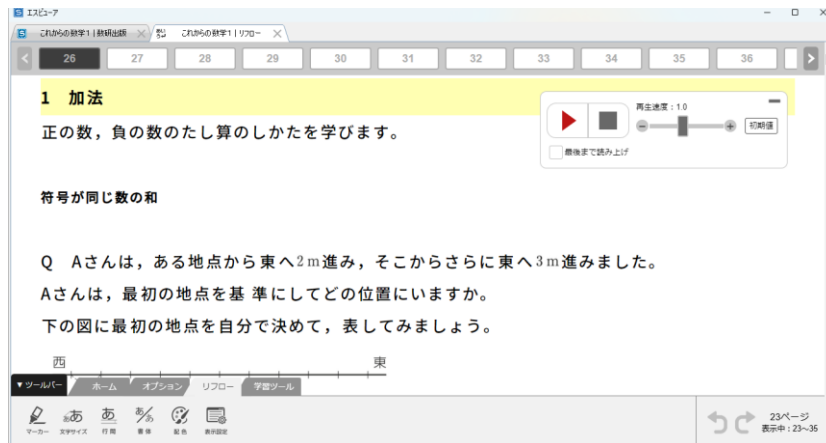 エスビューア
これからの数学1 | 数研出版
これからの数学1 | リフロー
26 27 28 29 30 31 32 33 34 35 36
1 加法
再生速度：1.0
初期値
最後まで読み上げ
正の数，負の数のたし算のしかたを学びます。
符号が同じ数の和
Q Aさんは，ある地点から東へ2m進み，そこからさらに東へ3m進みました。
Aさんは，最初の地点を基 準にしてどの位置にいますか。
下の図に最初の地点を自分で決めて，表してみましょう。
西 東
▼ツールバー ホーム オプション リフロー 学習ツール
マーカー 文字サイズ 行間 書体 配色 表示設定
23ページ
表示中：23～35